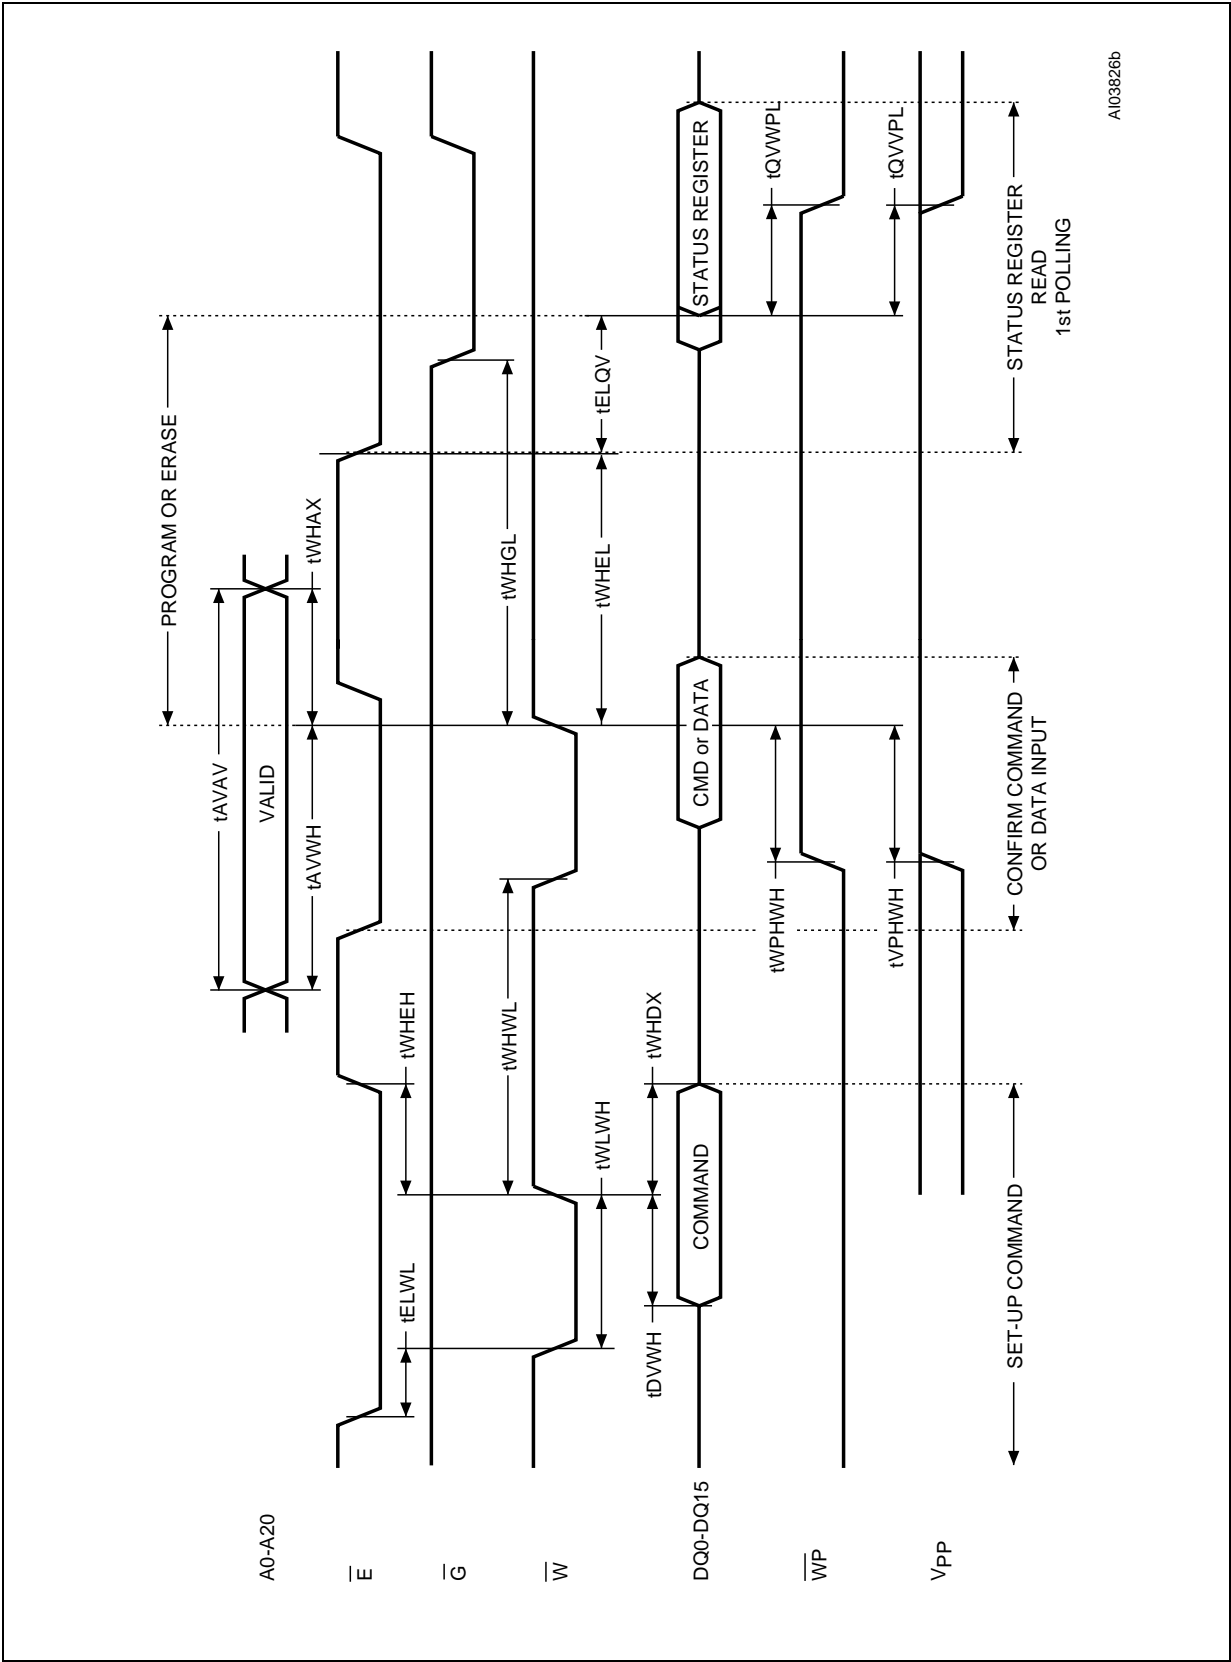 PROGRAM OR ERASE
tAVAV
A0-A20
VALID
tAVWH
tWHAX
E
tELWL
tWHEH
G
tWHWL
tWHGL
W
tWLWH
tWHEL
tELQV
tDVWH
tWHDX
DQ0-DQ15
COMMAND
CMD or DATA
STATUS REGISTER
tWPHWH
tQVWPL
WP
tVPHWH
tQVVPL
VPP
SET-UP COMMAND
CONFIRM COMMAND
OR DATA INPUT
STATUS REGISTER
READ
1st POLLING
AI03826b